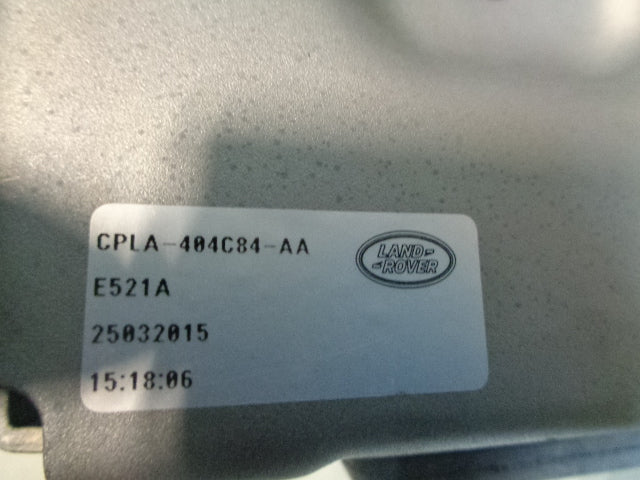 CPLA-404C84-AA
LAND-
-ROVER
E521A
25032015
15:18:06